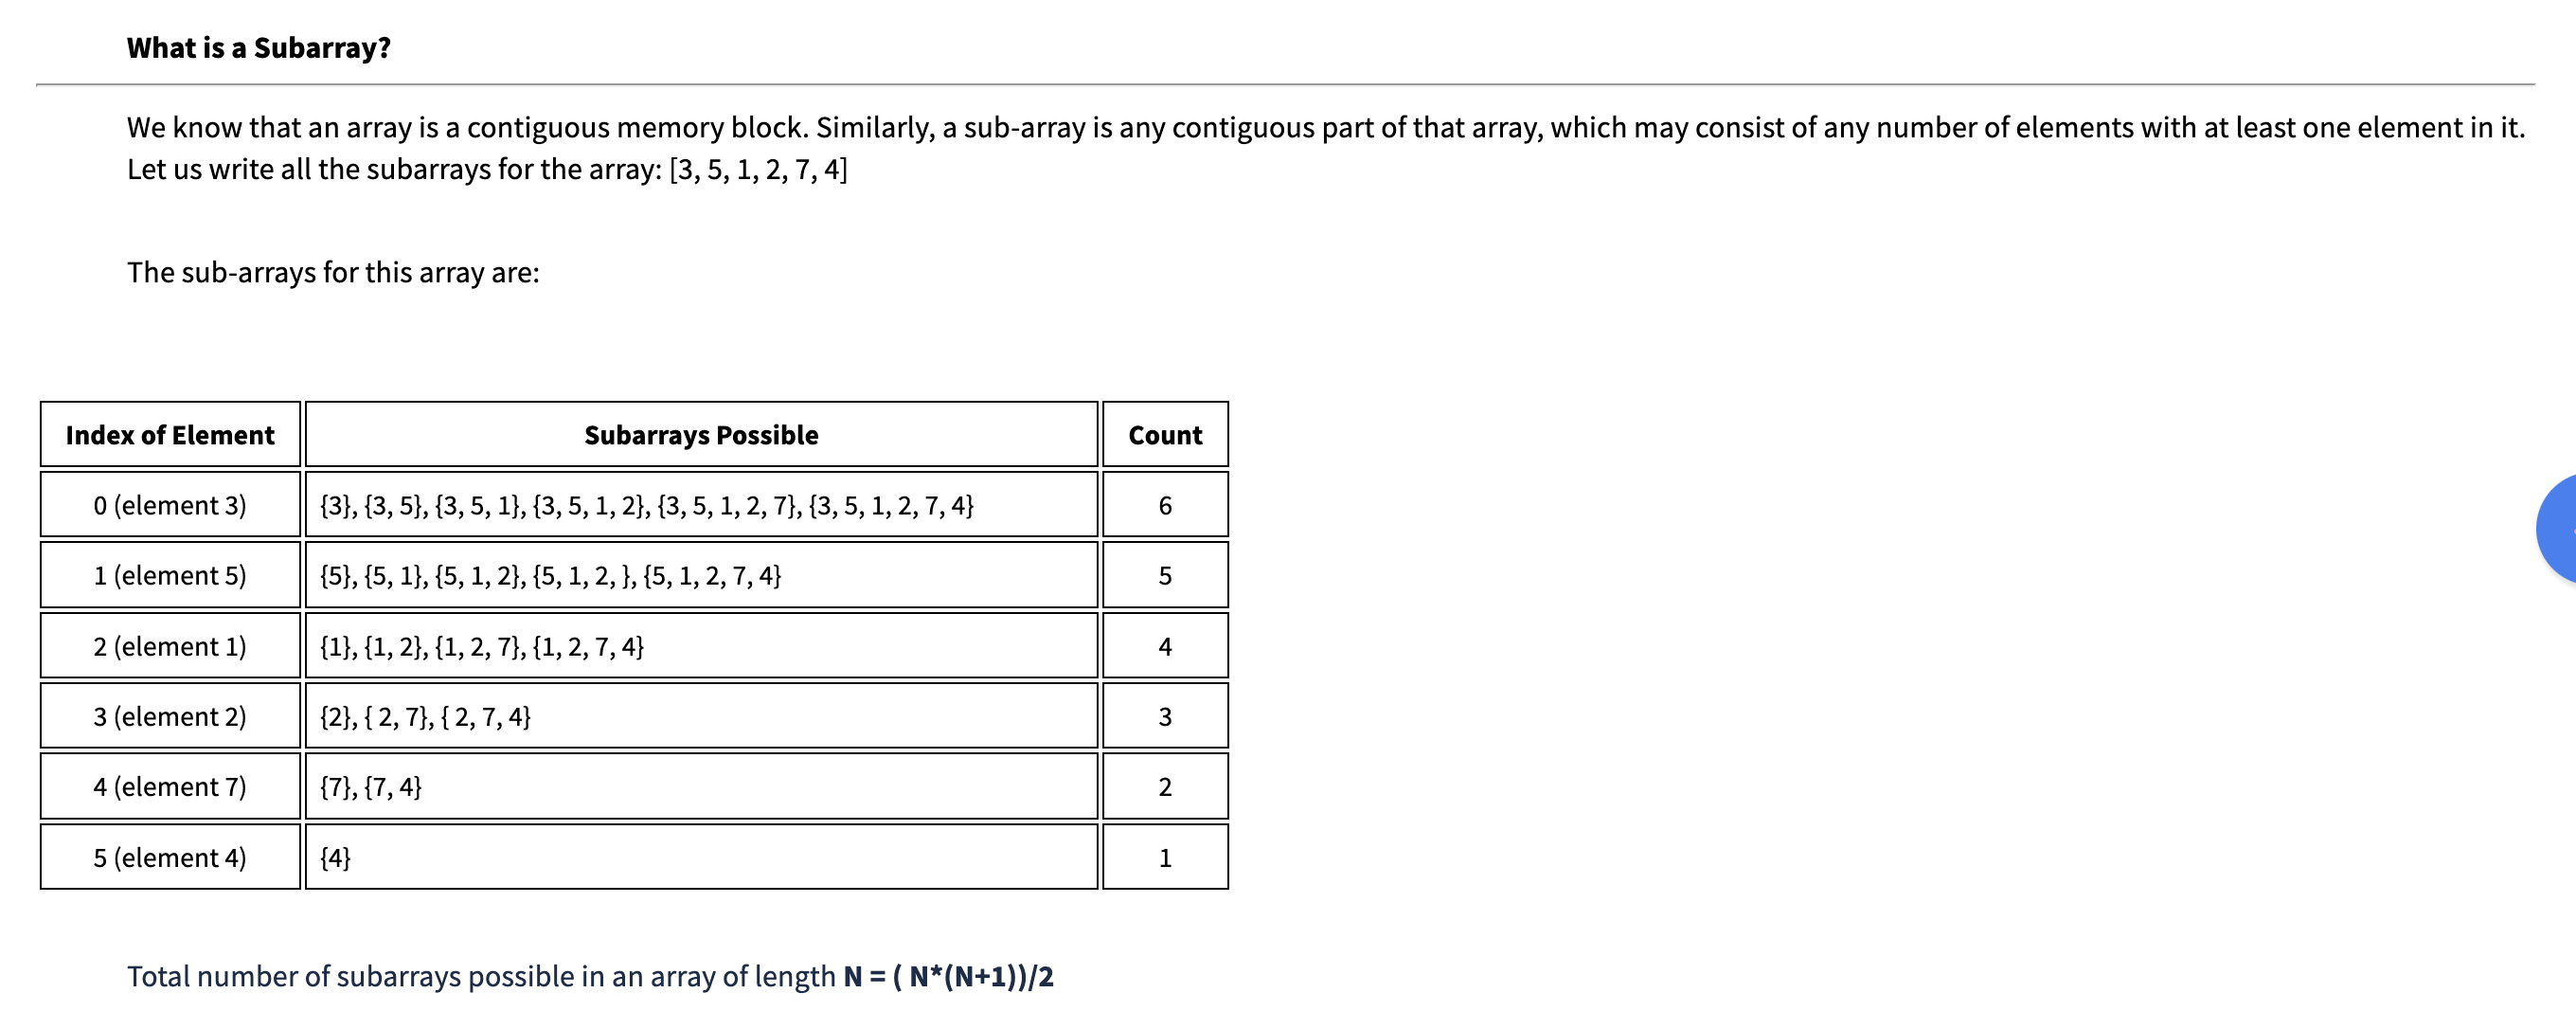 What is a Subarray?
We know that an array is a contiguous memory block. Similarly, a sub-array is any contiguous part of that array, which may consist of any number of elements with at least one element in it.
Let us write all the subarrays for the array: [3, 5, 1, 2, 7, 4]
The sub-arrays for this array are:
Index of Element Subarrays Possible Count
0 (element 3) {3}, {3, 5}, {3, 5, 1}, {3, 5, 1, 2}, {3, 5, 1, 2, 7}, {3, 5, 1, 2, 7, 4} 6
1 (element 5) {5}, {5, 1}, {5, 1, 2}, {5, 1, 2, }, {5, 1, 2, 7, 4} 5
2 (element 1) {1}, {1, 2}, {1, 2, 7}, {1, 2, 7, 4} 4
3 (element 2) {2}, { 2, 7}, { 2, 7, 4} 3
4 (element 7) {7}, {7, 4} 2
5 (element 4) {4} 1
Total number of subarrays possible in an array of length N = ( N*(N+1))/2